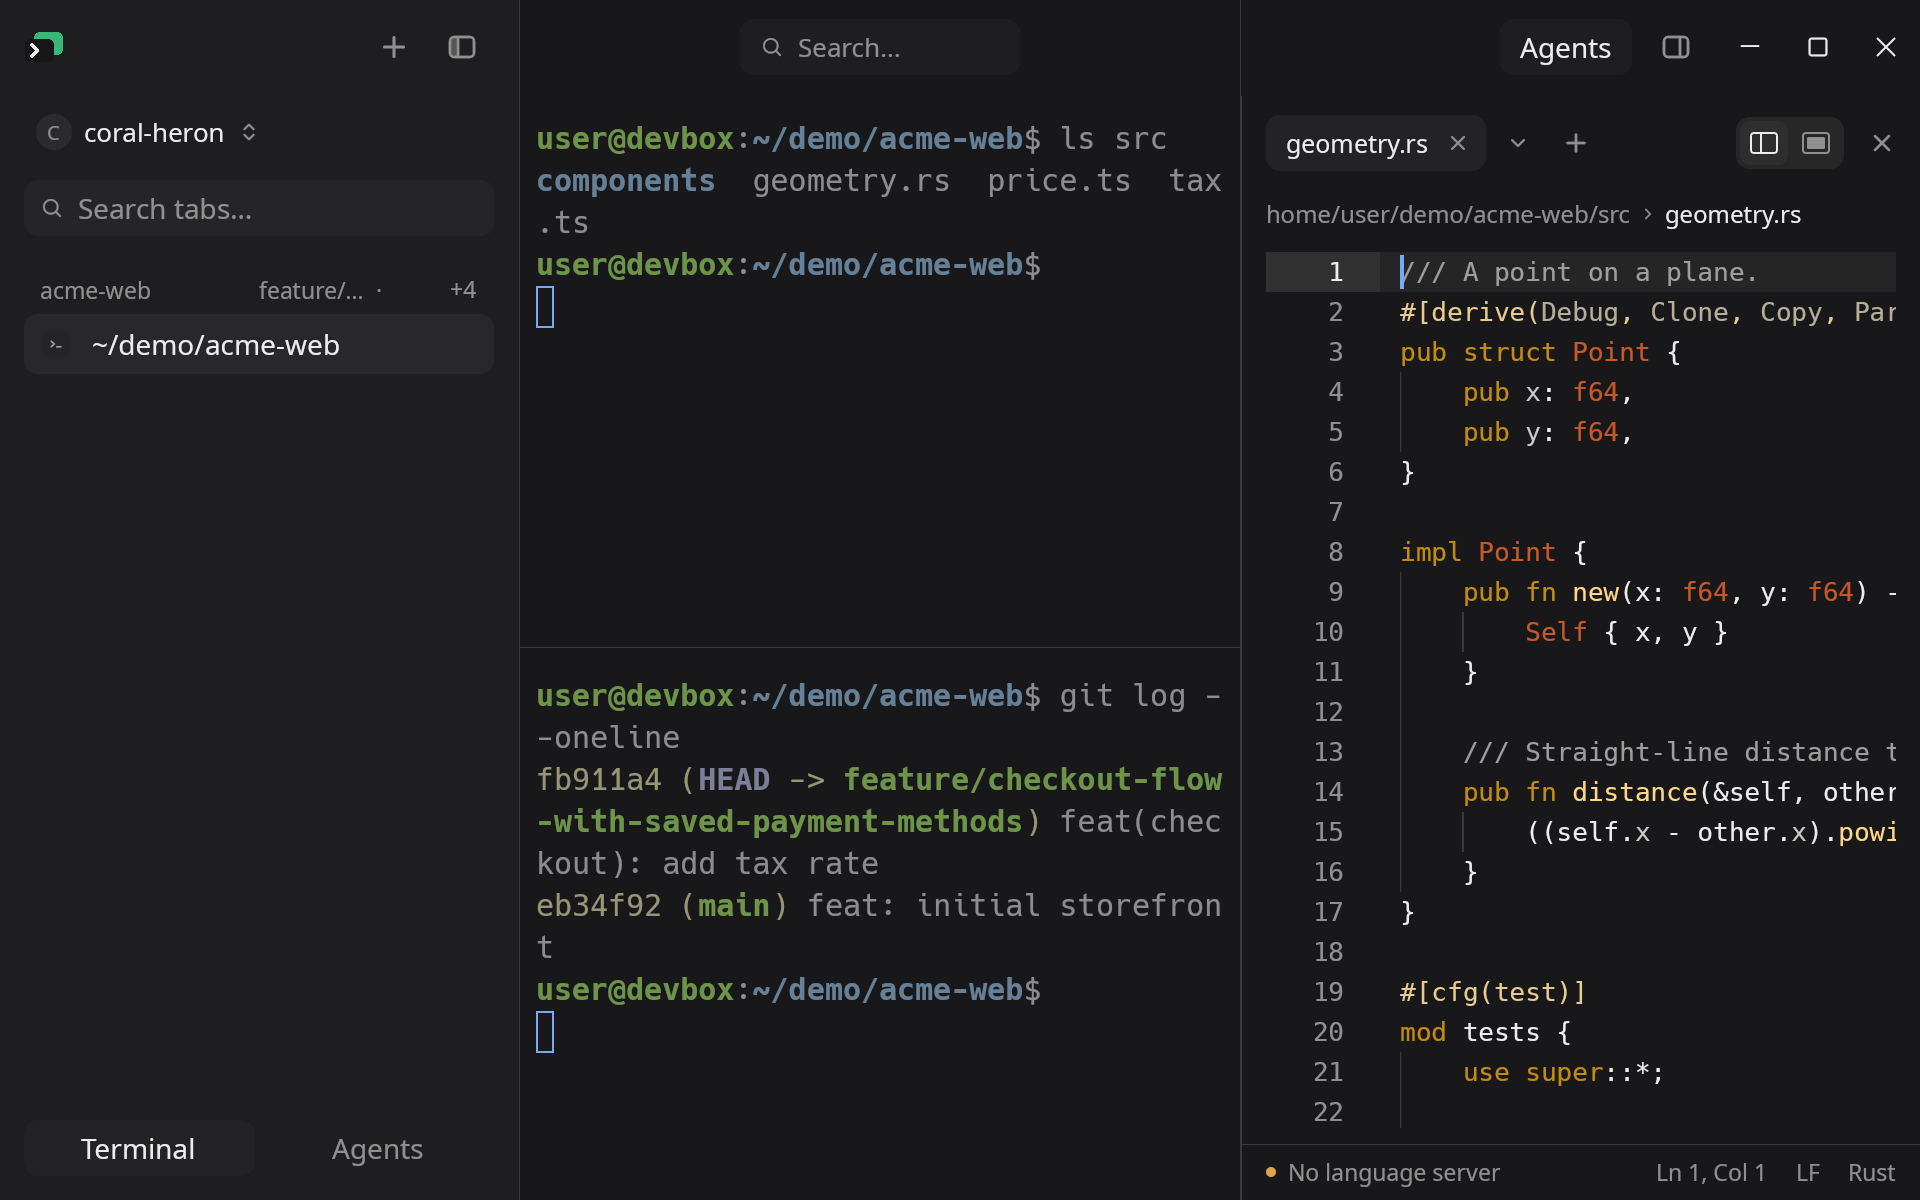 Search...
Agents
C coral-heron
Search tabs...
acme-web feature/... · +4
~/demo/acme-web
Terminal
Agents
user@devbox:~/demo/acme-web$ ls src
components  geometry.rs  price.ts  tax
.ts
user@devbox:~/demo/acme-web$
user@devbox:~/demo/acme-web$ git log -
-oneline
fb911a4 (HEAD -> feature/checkout-flow
-with-saved-payment-methods) feat(chec
kout): add tax rate
eb34f92 (main) feat: initial storefron
t
user@devbox:~/demo/acme-web$
geometry.rs
home/user/demo/acme-web/src › geometry.rs
1 /// A point on a plane.
2 #[derive(Debug, Clone, Copy, Par
3 pub struct Point {
4     pub x: f64,
5     pub y: f64,
6 }
7
8 impl Point {
9     pub fn new(x: f64, y: f64) -
10         Self { x, y }
11     }
12
13     /// Straight-line distance t
14     pub fn distance(&self, other
15         ((self.x - other.x).powi
16     }
17 }
18
19 #[cfg(test)]
20 mod tests {
21     use super::*;
22
No language server Ln 1, Col 1 LF Rust